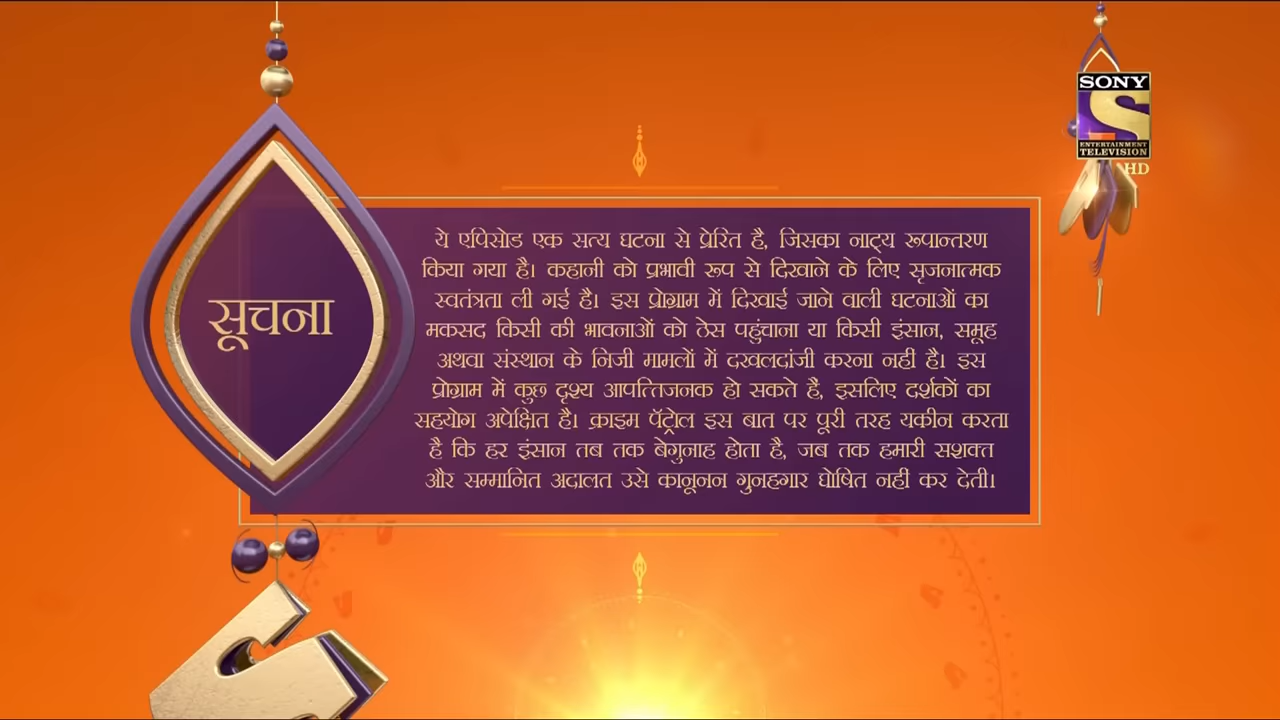 SONY
ENTERTAINMENT
TELEVISION
HD
सूचना
ये एपिसोड एक सत्य घटना से प्रेरित है, जिसका नाट्य रूपान्तरण
किया गया है। कहानी को प्रभावी रूप से दिखाने के लिए सृजनात्मक
स्वतंत्रता ली गई है। इस प्रोग्राम में दिखाई जाने वाली घटनाओं का
मकसद किसी की भावनाओं को ठेस पहुंचाना या किसी इंसान, समूह
अथवा संस्थान के निजी मामलों में दखलदांजी करना नहीं है। इस
प्रोग्राम में कुछ दृश्य आपत्तिजनक हो सकते हैं, इसलिए दर्शकों का
सहयोग अपेक्षित है। क्राइम पॅट्रोल इस बात पर पूरी तरह यकीन करता
है कि हर इंसान तब तक बेगुनाह होता है, जब तक हमारी सशक्त
और सम्मानित अदालत उसे कानूनन गुनहगार घोषित नहीं कर देती।